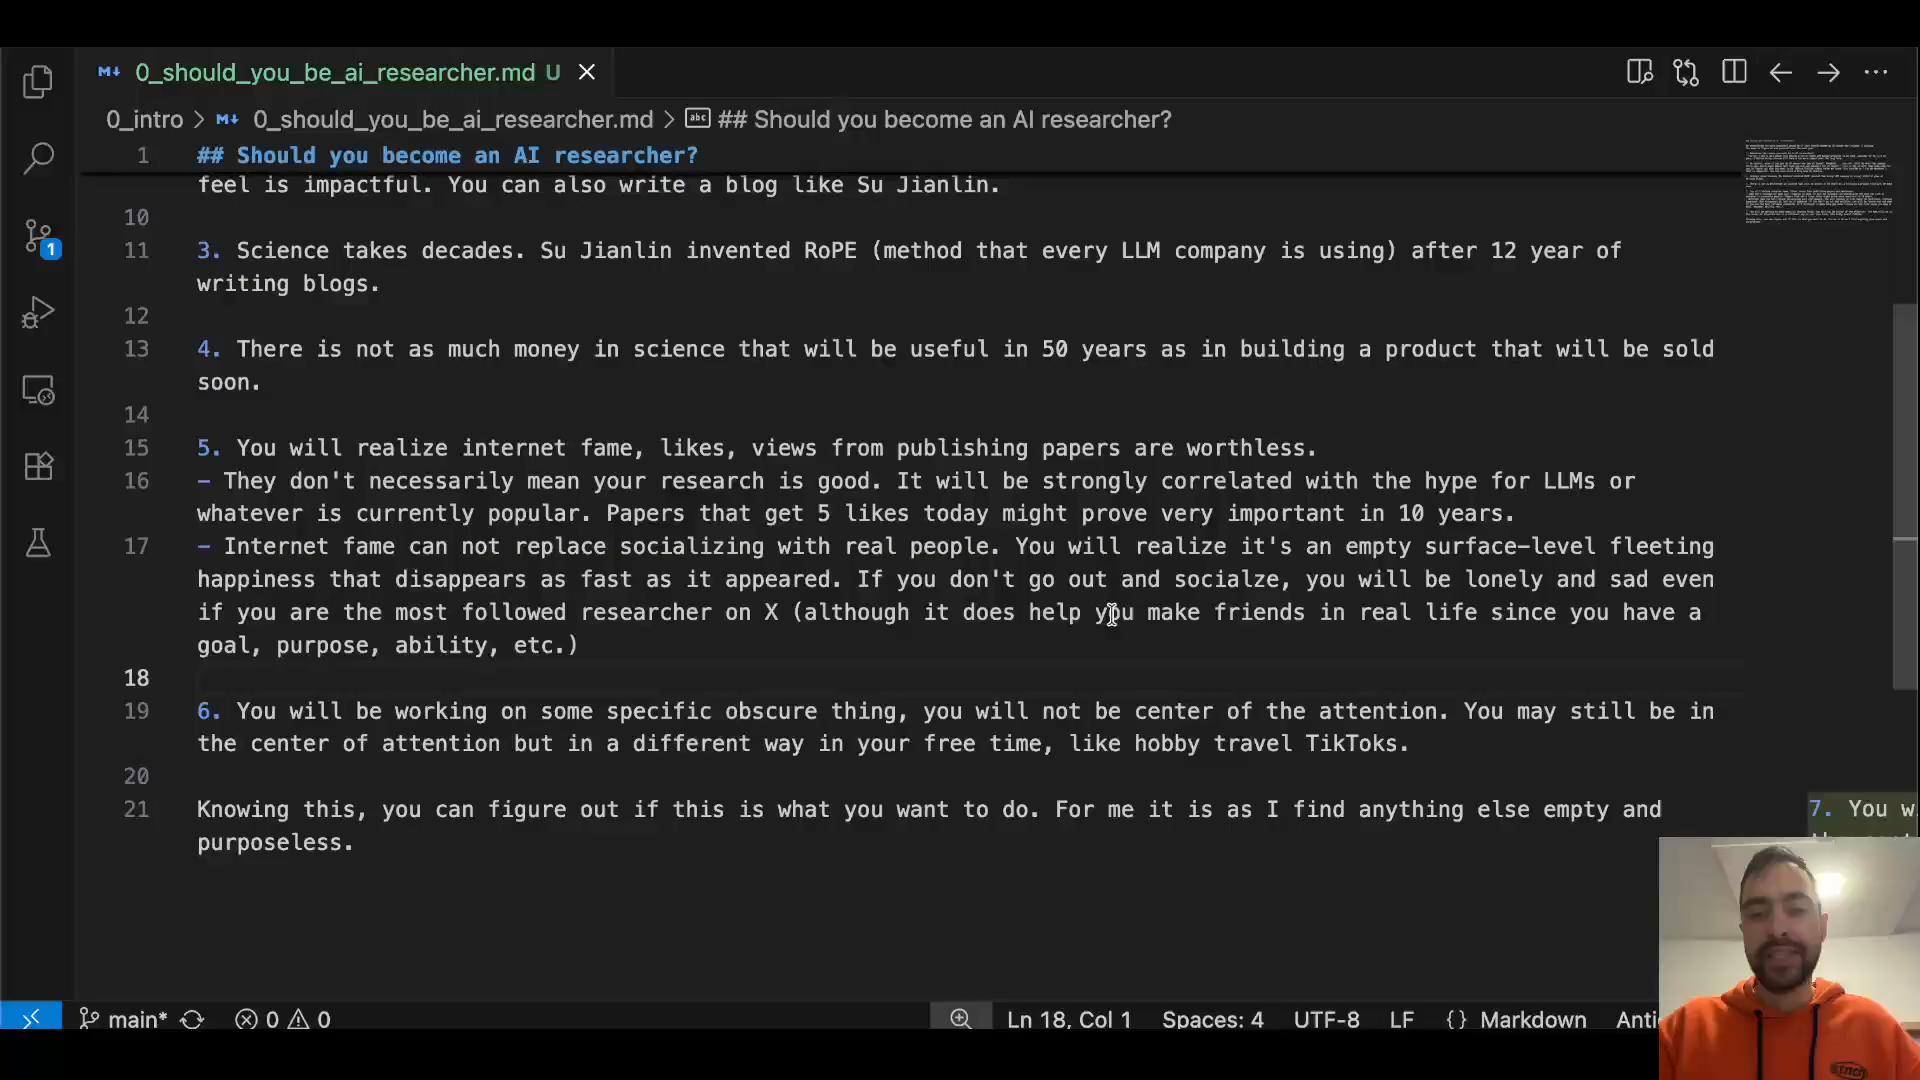 0_should_you_be_ai_researcher.md U
0_intro > 0_should_you_be_ai_researcher.md > abc ## Should you become an AI researcher?
1 ## Should you become an AI researcher?
feel is impactful. You can also write a blog like Su Jianlin.
10
11 3. Science takes decades. Su Jianlin invented RoPE (method that every LLM company is using) after 12 year of
writing blogs.
12
13 4. There is not as much money in science that will be useful in 50 years as in building a product that will be sold
soon.
14
15 5. You will realize internet fame, likes, views from publishing papers are worthless.
16 - They don't necessarily mean your research is good. It will be strongly correlated with the hype for LLMs or
whatever is currently popular. Papers that get 5 likes today might prove very important in 10 years.
17 - Internet fame can not replace socializing with real people. You will realize it's an empty surface-level fleeting
happiness that disappears as fast as it appeared. If you don't go out and socialze, you will be lonely and sad even
if you are the most followed researcher on X (although it does help you make friends in real life since you have a
goal, purpose, ability, etc.)
18
19 6. You will be working on some specific obscure thing, you will not be center of the attention. You may still be in
the center of attention but in a different way in your free time, like hobby travel TikToks.
20
21 Knowing this, you can figure out if this is what you want to do. For me it is as I find anything else empty and
purposeless.
7. You w
1
main* 0 0 Ln 18, Col 1 Spaces: 4 UTF-8 LF {} Markdown Anti